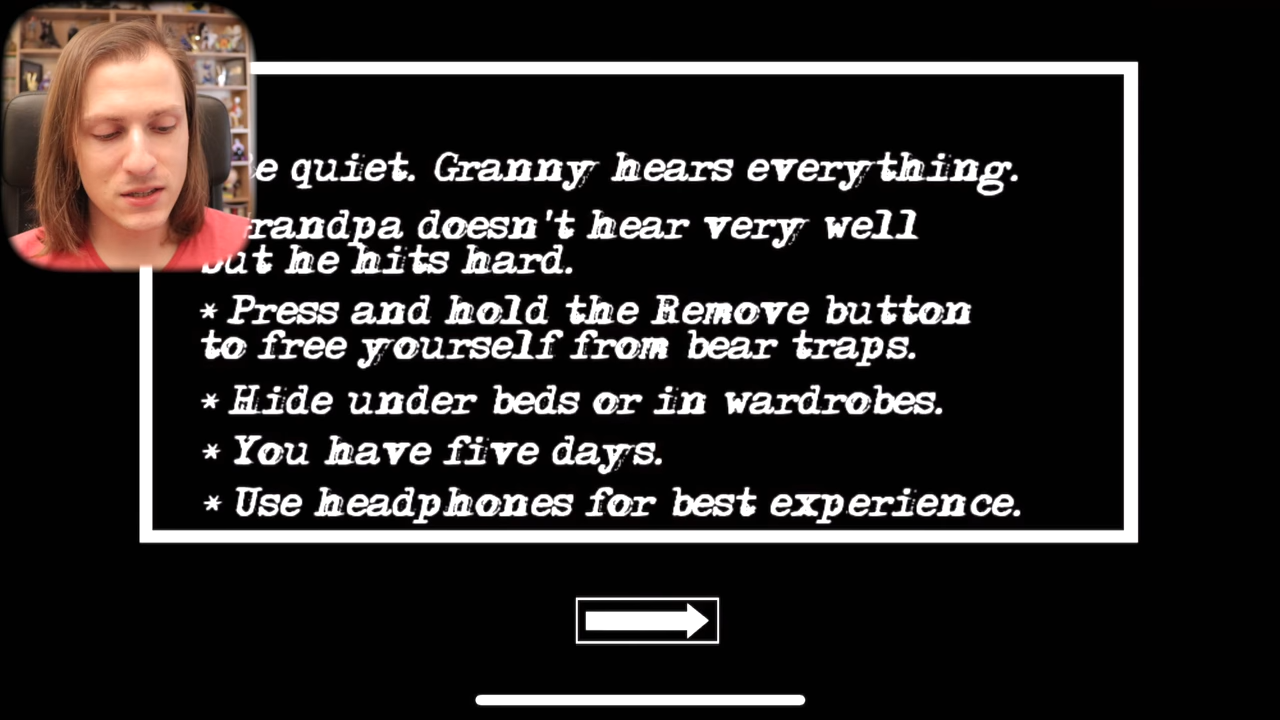 quiet. Granny hears everything.
doesn't hear very well
but he hits hard.
* Press and hold the Remove button
to free yourself from bear traps.
* Hide under beds or in wardrobes.
* You have five days.
* Use headphones for best experience.